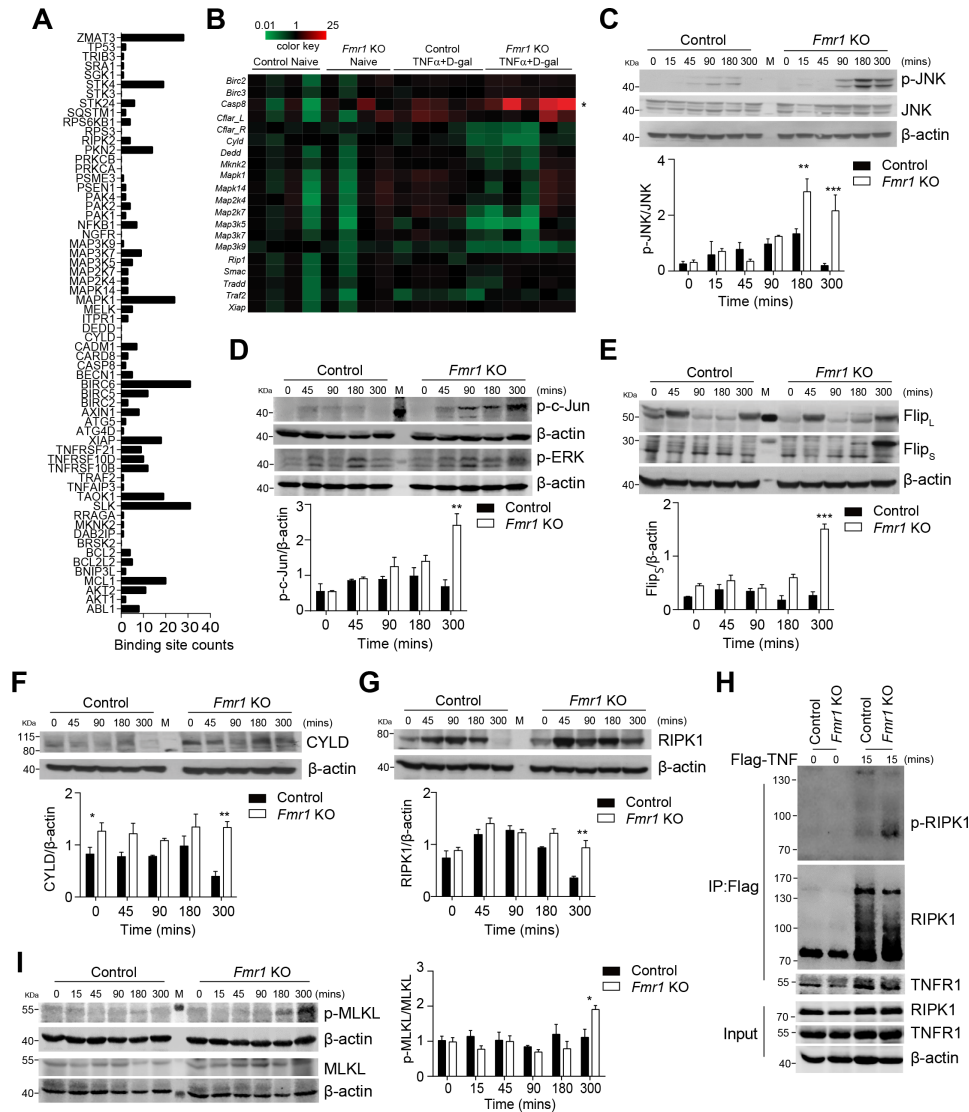 A
ZMAT3
TP53
TRIB3
SRA1
SGK1
STK4
STK3
STK24
SQSTM1
RPS6KB1
RPS3
RIPK2
PKN2
PRKCB
PRKCA
PSME3
PSEN1
PAK4
PAK2
PAK1
NFKB1
NGFR
MAP3K9
MAP3K7
MAP3K5
MAP2K7
MAP2K4
MAPK14
MAPK1
MELK
ITPR1
DEDD
CYLD
CADM1
CARD8
CASP8
BECN1
BIRC6
BIRC5
BIRC2
AXIN1
ATG5
ATG4D
XIAP
TNFRSF21
TNFRSF10D
TNFRSF10B
TRAF2
TNFAIP3
TAOK1
SLK
RRAGA
MKNK2
DAB2IP
BRSK2
BCL2
BCL2L2
BNIP3L
MCL1
AKT2
AKT1
ABL1
0 10 20 30 40
Binding site counts
B
0.01 25
color key
Control Naive
Fmr1 KO
Naive
Control
TNFα+D-gal
Fmr1 KO
TNFα+D-gal
Birc2
Birc3
Casp8 *
Cflar_L
Cflar_R
Cyld
Dedd
Mknk2
Mapk1
Mapk14
Map2k4
Map2k7
Map3k5
Map3k7
Map3k9
Rip1
Smac
Tradd
Traf2
Xiap
C
Control Fmr1 KO
KDa 0 15 45 90 180 300 M 0 15 45 90 180 300 (mins)
40 p-JNK
40 JNK
40 β-actin
Control
Fmr1 KO
p-JNK/JNK
4
2
0
** ***
0 15 45 90 180 300
Time (mins)
D
Control Fmr1 KO
KDa 0 45 90 180 300 M 0 45 90 180 300 (mins)
40 p-c-Jun
40 β-actin
40 p-ERK
40 β-actin
Control
Fmr1 KO
p-c-Jun/β-actin
3
2
1
0
**
0 45 90 180 300
Time (mins)
E
Control Fmr1 KO
KDa 0 45 90 180 300 M 0 45 90 180 300 (mins)
50 FlipL
30 FlipS
40 β-actin
Control
Fmr1 KO
FlipS/β-actin
2
1
0
***
0 45 90 180 300
Time (mins)
F
Control Fmr1 KO
KDa 0 45 90 180 300 M 0 45 90 180 300 (mins)
115
80
CYLD
40 β-actin
Control
Fmr1 KO
CYLD/β-actin
2
1
0
* **
0 45 90 180 300
Time (mins)
G
Control Fmr1 KO
KDa 0 45 90 180 300 M 0 45 90 180 300 (mins)
80 RIPK1
40 β-actin
Control
Fmr1 KO
RIPK1/β-actin
2
1
0
**
0 45 90 180 300
Time (mins)
H
Control
Fmr1 KO
Control
Fmr1 KO
Flag-TNF 0 0 15 15 (mins)
130
100
70
p-RIPK1
IP:Flag
170
130
100
70
RIPK1
55 TNFR1
Input
70 RIPK1
55 TNFR1
40 β-actin
I
Control Fmr1 KO
KDa 0 15 45 90 180 300 M 0 15 45 90 180 300 (mins)
55 p-MLKL
40 β-actin
55 MLKL
40 β-actin
Control
Fmr1 KO
p-MLKL/MLKL
4
3
2
1
0
*
0 15 45 90 180 300
Time (mins)